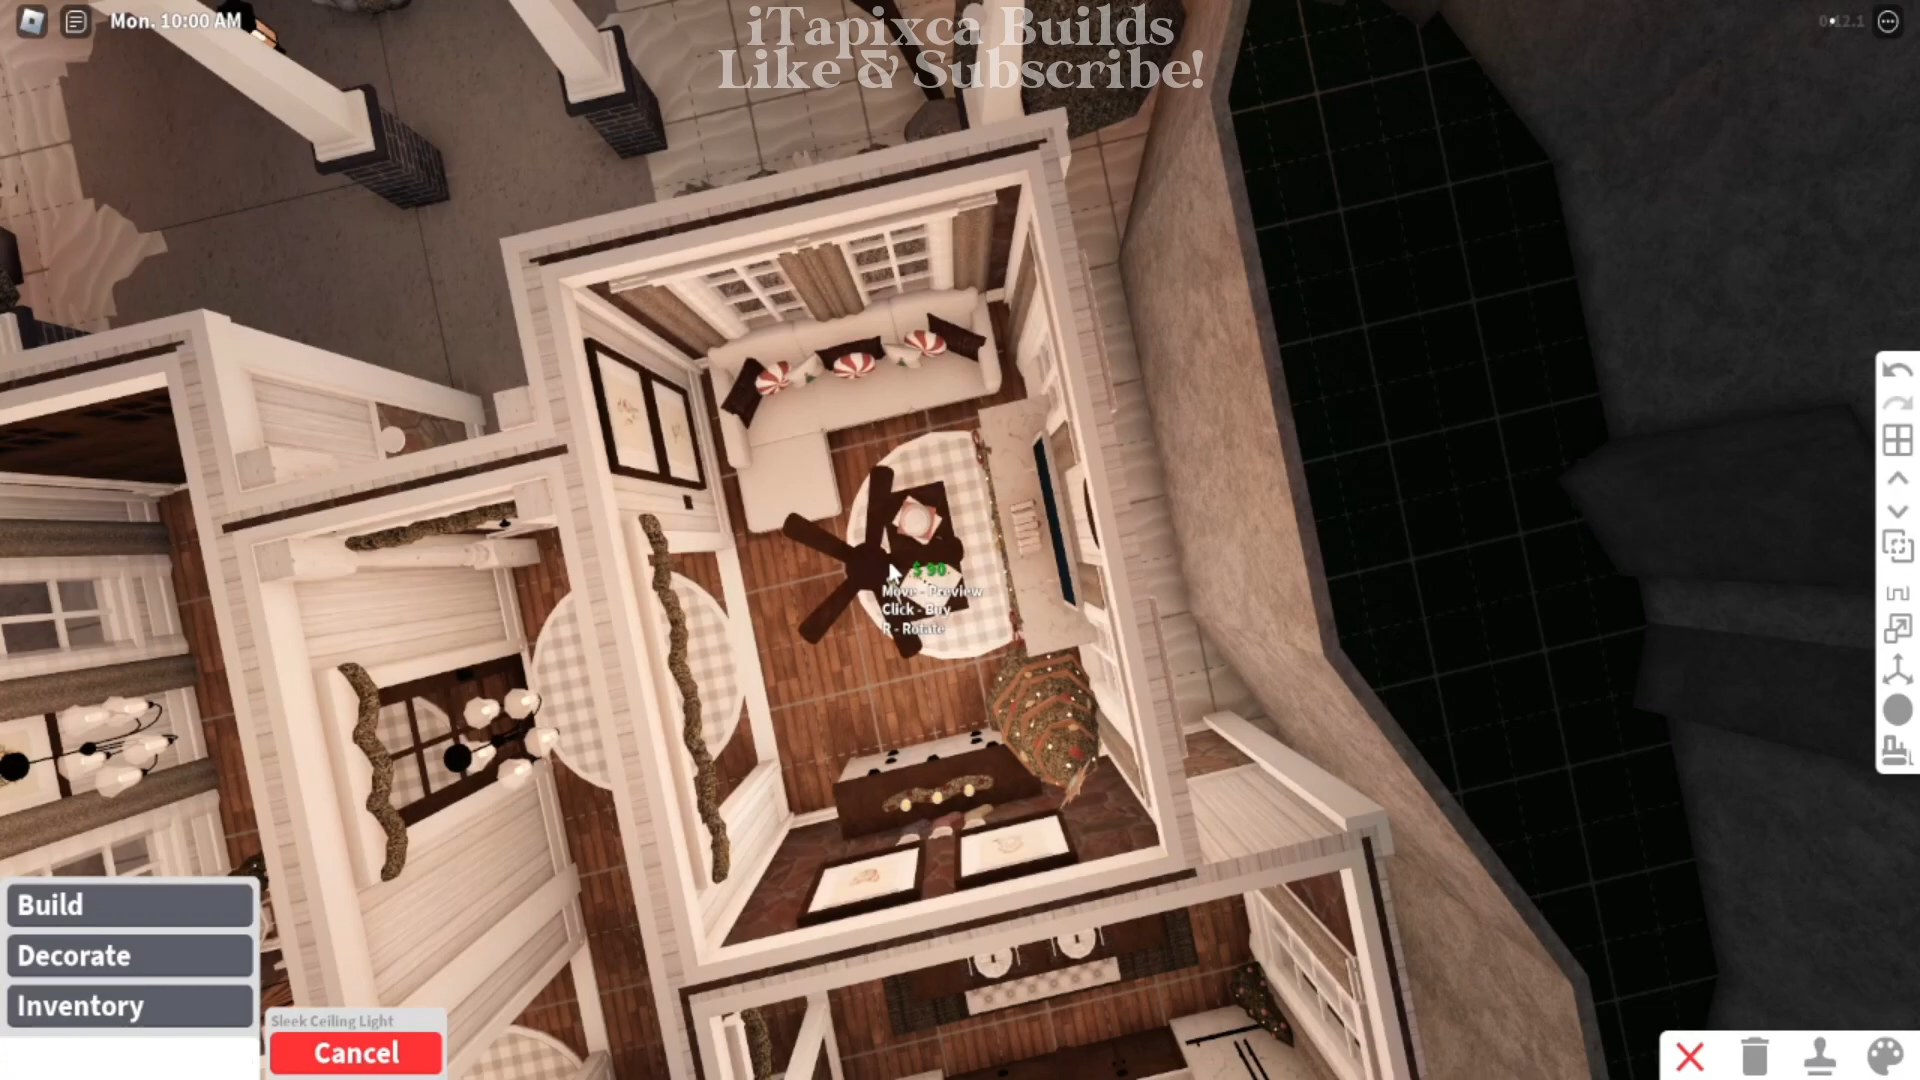 Mon. 10:00 AM
iTapixca Builds
Like & Subscribe!
$ 90
Move - Preview
Click - Buy
R - Rotate
Build
Decorate
Inventory
Sleek Ceiling Light
Cancel